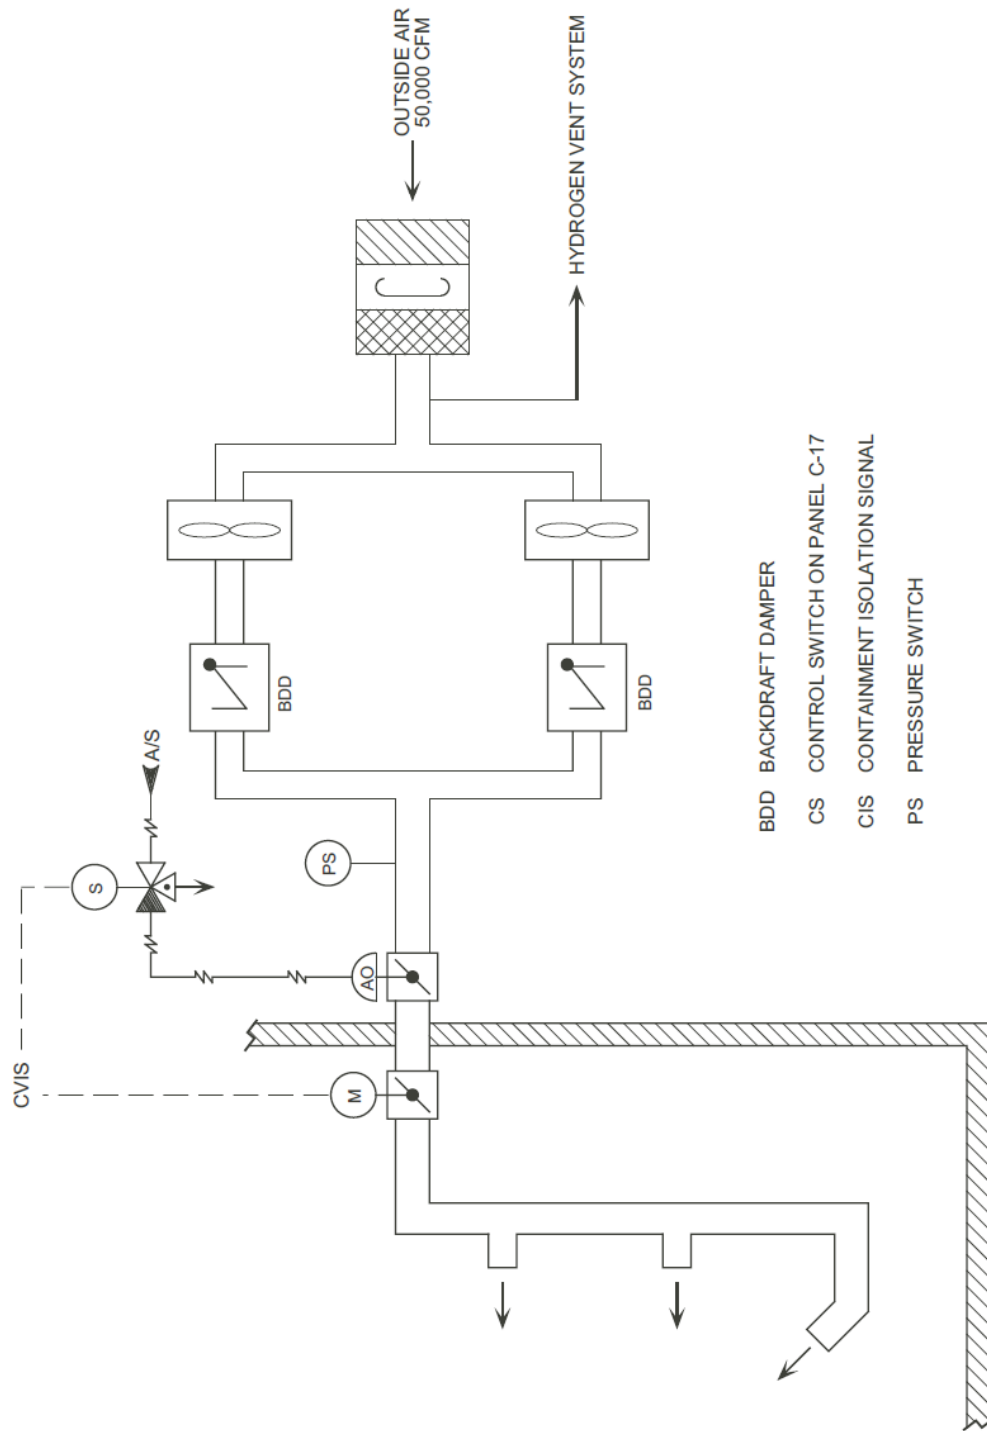 OUTSIDE AIR
50,000 CFM
HYDROGEN VENT SYSTEM
A/S
BDD
BDD
S
PS
AO
M
CVIS
BDD BACKDRAFT DAMPER
CS CONTROL SWITCH ON PANEL C-17
CIS CONTAINMENT ISOLATION SIGNAL
PS PRESSURE SWITCH